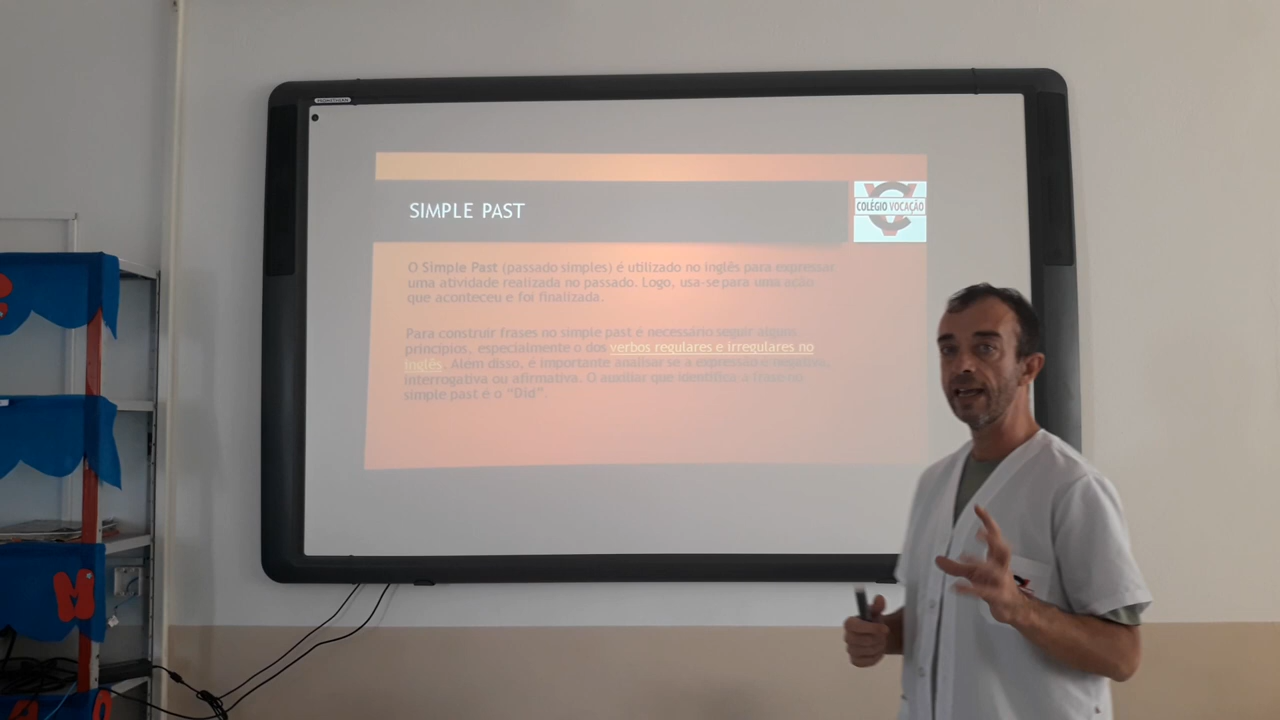 PROMETHEAN
SIMPLE PAST
COLÉGIO VOCAÇÃO
O Simple Past (passado simples) é utilizado no inglês para expressar
uma atividade realizada no passado. Logo, usa-se para uma ação
que aconteceu e foi finalizada.
Para construir frases no simple past é necessário seguir alguns
princípios, especialmente o dos verbos regulares e irregulares no
inglês. Além disso, é importante analisar se a expressão é negativa,
interrogativa ou afirmativa. O auxiliar que identifica a frase no
simple past é o “Did”.
M